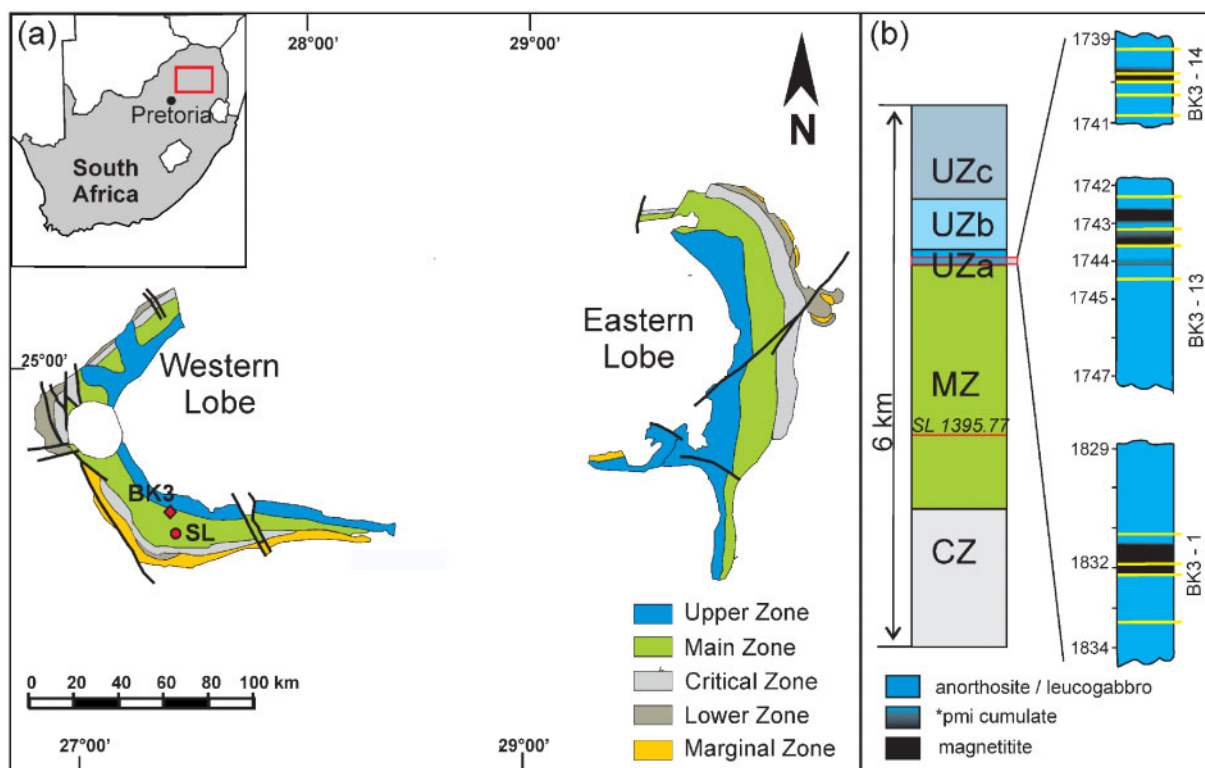 (a)
28°00'
29°00'
Pretoria
South
Africa
N
25°00'
Western
Lobe
Eastern
Lobe
BK3
SL
Upper Zone
Main Zone
Critical Zone
Lower Zone
Marginal Zone
0 20 40 60 80 100 km
27°00'
29°00'
(b)
6 km
UZc
UZb
UZa
MZ
SL 1395.77
CZ
1739
1741
BK3 - 14
1742
1743
1744
1745
1747
BK3 - 13
1829
1832
1834
BK3 - 1
anorthosite / leucogabbro
*pmi cumulate
magnetitite